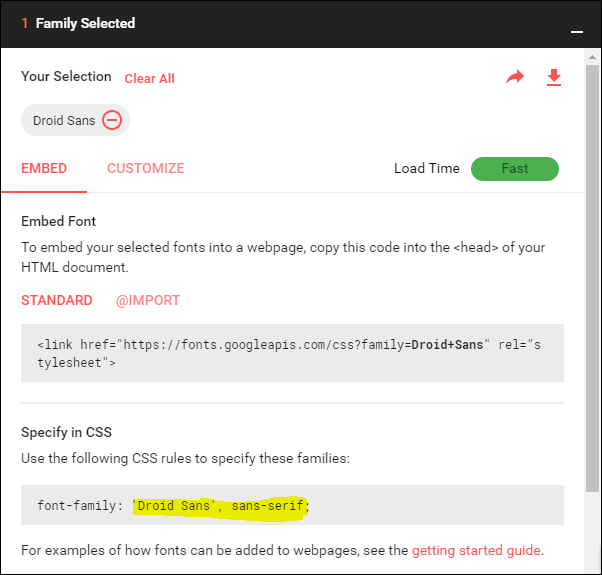 1 Family Selected
Your Selection Clear All
Droid Sans
EMBED CUSTOMIZE Load Time Fast
Embed Font
To embed your selected fonts into a webpage, copy this code into the <head> of your
HTML document.
STANDARD @IMPORT
<link href="https://fonts.googleapis.com/css?family=Droid+Sans" rel="s
tylesheet">
Specify in CSS
Use the following CSS rules to specify these families:
font-family: 'Droid Sans', sans-serif;
For examples of how fonts can be added to webpages, see the getting started guide.